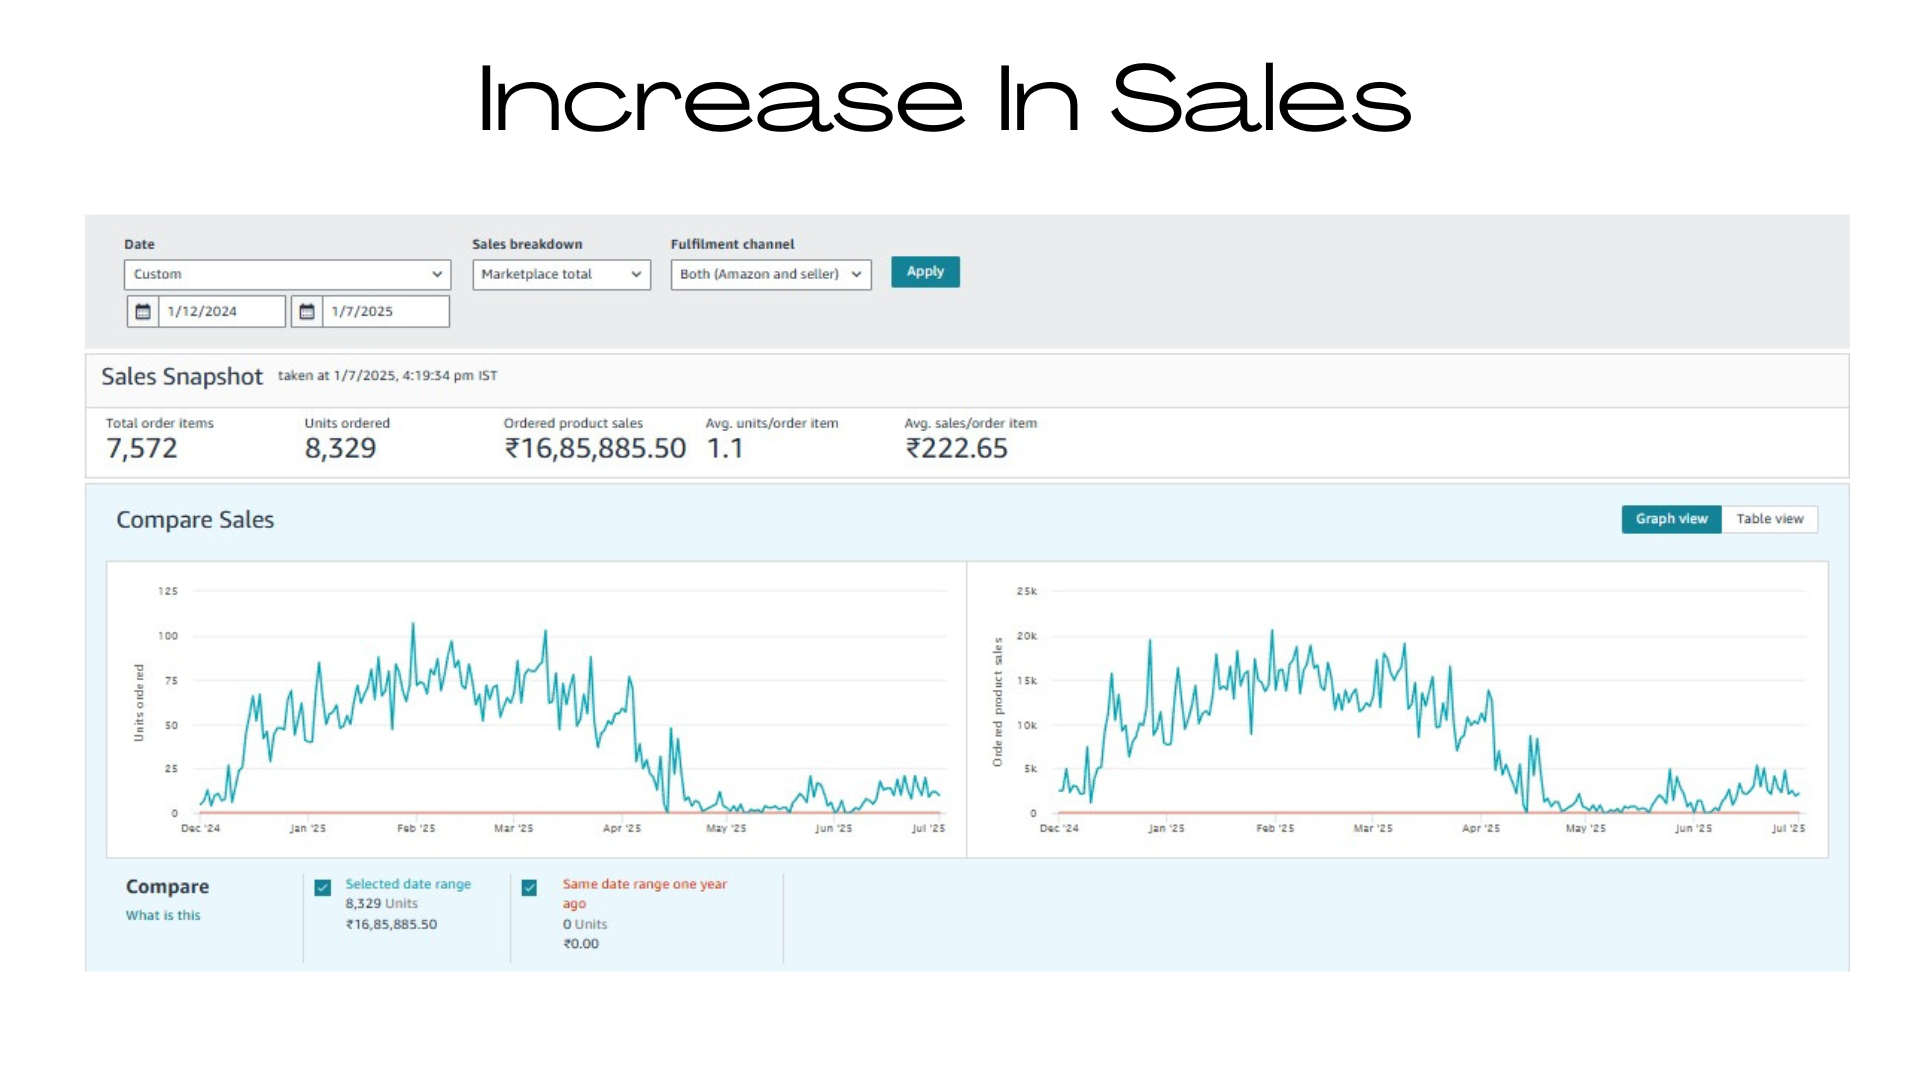 Increase In Sales
Date
Sales breakdown
Fulfilment channel
Custom
Marketplace total
Both (Amazon and seller)
Apply
1/12/2024
1/7/2025
Sales Snapshot taken at 1/7/2025, 4:19:34 pm IST
Total order items
Units ordered
Ordered product sales
Avg. units/order item
Avg. sales/order item
7,572
8,329
₹16,85,885.50
1.1
₹222.65
Compare Sales
Graph view
Table view
Units ordered
125
100
75
50
25
0
Dec '24
Jan '25
Feb '25
Mar '25
Apr '25
May '25
Jun '25
Jul '25
Ordered product sales
25k
20k
15k
10k
5k
0
Dec '24
Jan '25
Feb '25
Mar '25
Apr '25
May '25
Jun '25
Jul '25
Compare
What is this
Selected date range
8,329 Units
₹16,85,885.50
Same date range one year
ago
0 Units
₹0.00